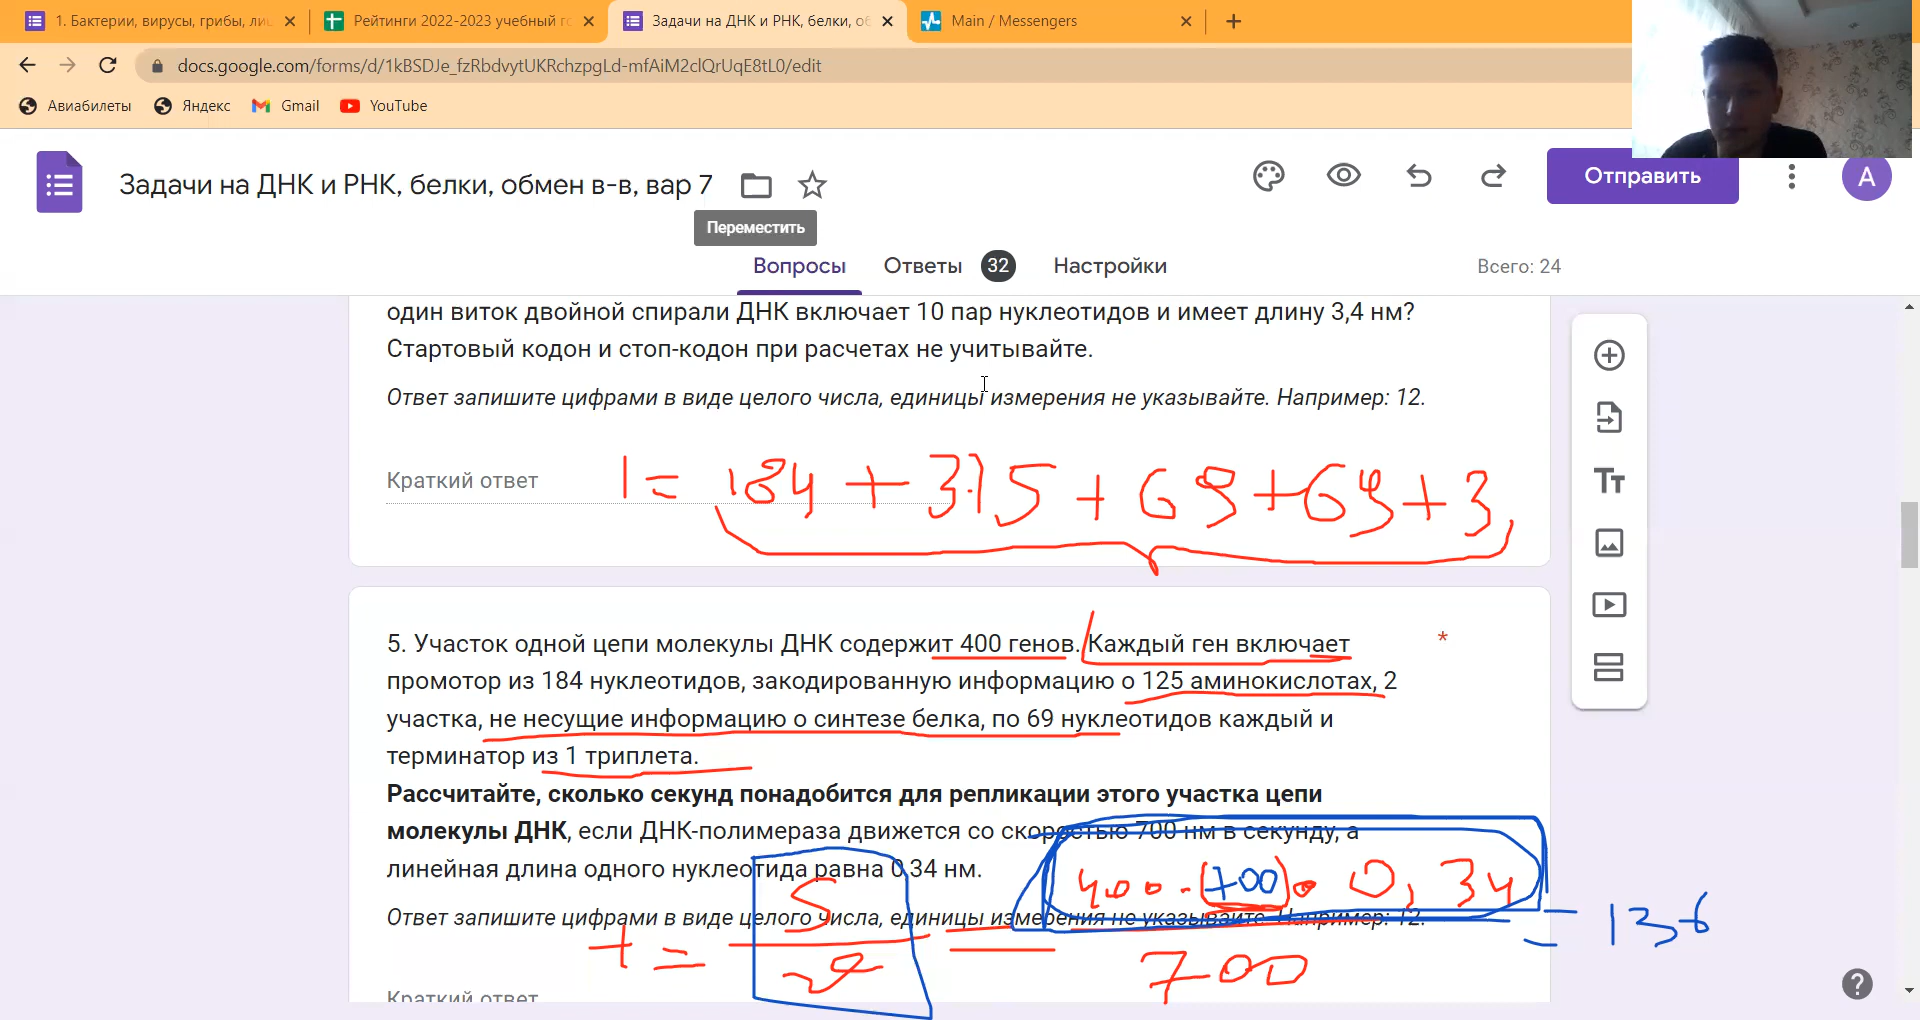 1. Бактерии, вирусы, грибы, ли
Рейтинги 2022-2023 учебный г
Задачи на ДНК и РНК, белки, о
Main / Messengers
docs.google.com/forms/d/1kBSDJe_fzRbdvytUKRchzpgLd-mfAiM2clQrUqE8tL0/edit
Авиабилеты
Яндекс
Gmail
YouTube
Задачи на ДНК и РНК, белки, обмен в-в, вар 7
Отправить
A
Переместить
Вопросы
Ответы 32
Настройки
Всего: 24
один виток двойной спирали ДНК включает 10 пар нуклеотидов и имеет длину 3,4 нм?
Стартовый кодон и стоп-кодон при расчетах не учитывайте.
Ответ запишите цифрами в виде целого числа, единицы измерения не указывайте. Например: 12.
Краткий ответ
1 = 184 + 375 + 69 + 69 + 3
5. Участок одной цепи молекулы ДНК содержит 400 генов. Каждый ген включает *
промотор из 184 нуклеотидов, закодированную информацию о 125 аминокислотах, 2
участка, не несущие информацию о синтезе белка, по 69 нуклеотидов каждый и
терминатор из 1 триплета.
Рассчитайте, сколько секунд понадобится для репликации этого участка цепи
молекулы ДНК, если ДНК-полимераза движется со скоростью 700 нм в секунду, а
линейная длина одного нуклеотида равна 0,34 нм.
400 · (700) · 0,34
Ответ запишите цифрами в виде целого числа, единицы измерения не указывайте. Например: 12.
t = S = = 136
700
Краткий ответ